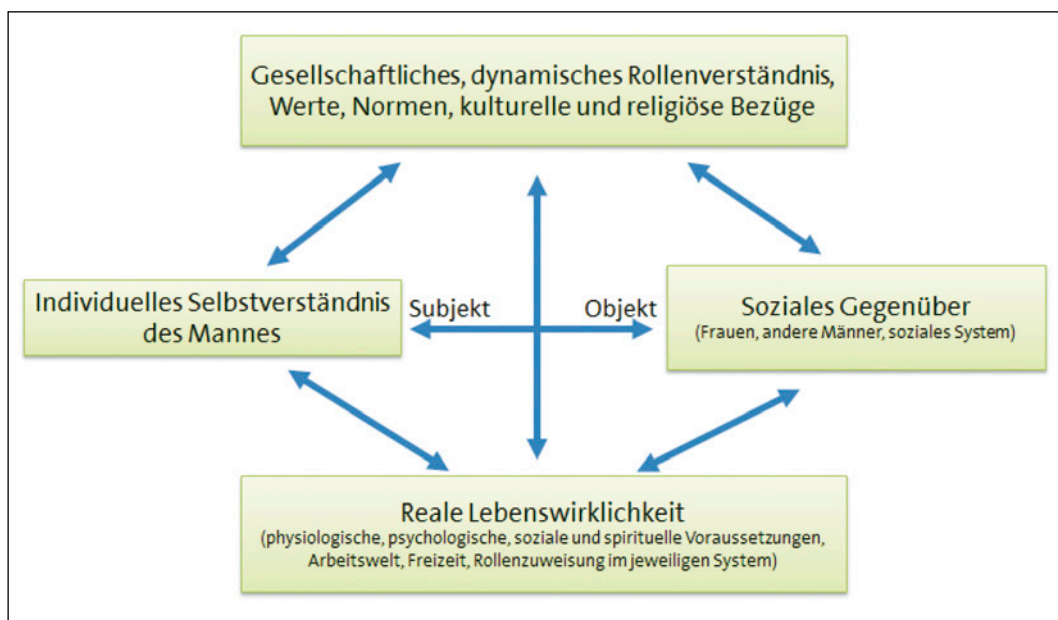 Gesellschaftliches, dynamisches Rollenverständnis,
Werte, Normen, kulturelle und religiöse Bezüge
Individuelles Selbstverständnis
des Mannes
Subjekt
Objekt
Soziales Gegenüber
(Frauen, andere Männer, soziales System)
Reale Lebenswirklichkeit
(physiologische, psychologische, soziale und spirituelle Voraussetzungen,
Arbeitswelt, Freizeit, Rollenzuweisung im jeweiligen System)